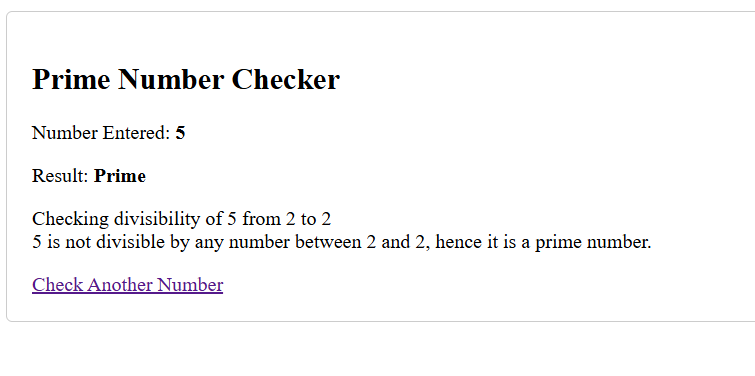 Prime Number Checker
Number Entered: 5
Result: Prime
Checking divisibility of 5 from 2 to 2
5 is not divisible by any number between 2 and 2, hence it is a prime number.
Check Another Number